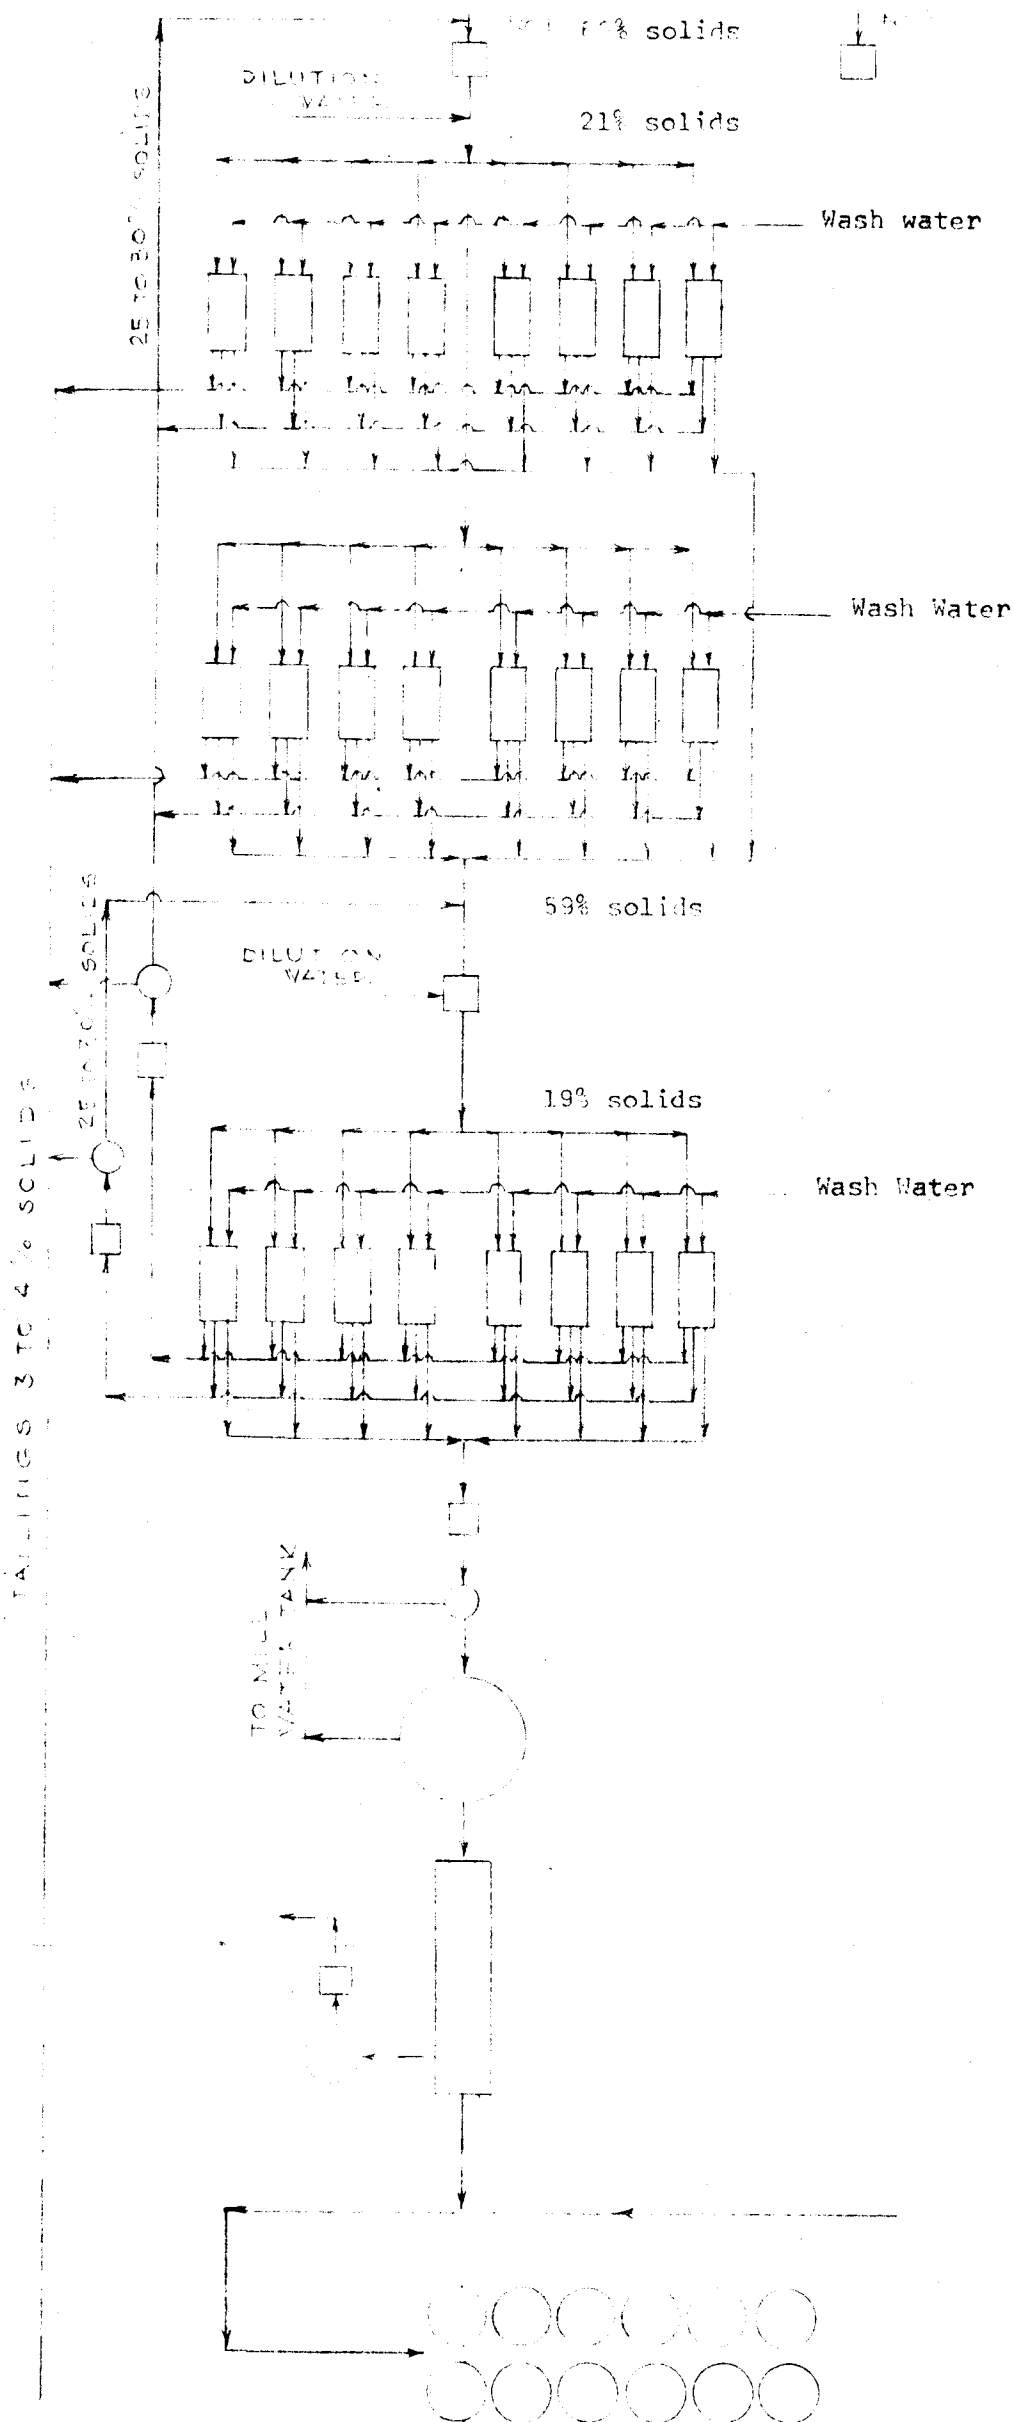 % solids
DILUTION
WATER
21% solids
25 TO 30% SOLIDS
Wash water
Wash Water
59% solids
DILUTION
WATER
25 TO 30% SOLIDS
19% solids
TAILINGS 3 TO 4 % SOLIDS
Wash Water
TO MILL
WATER TANK